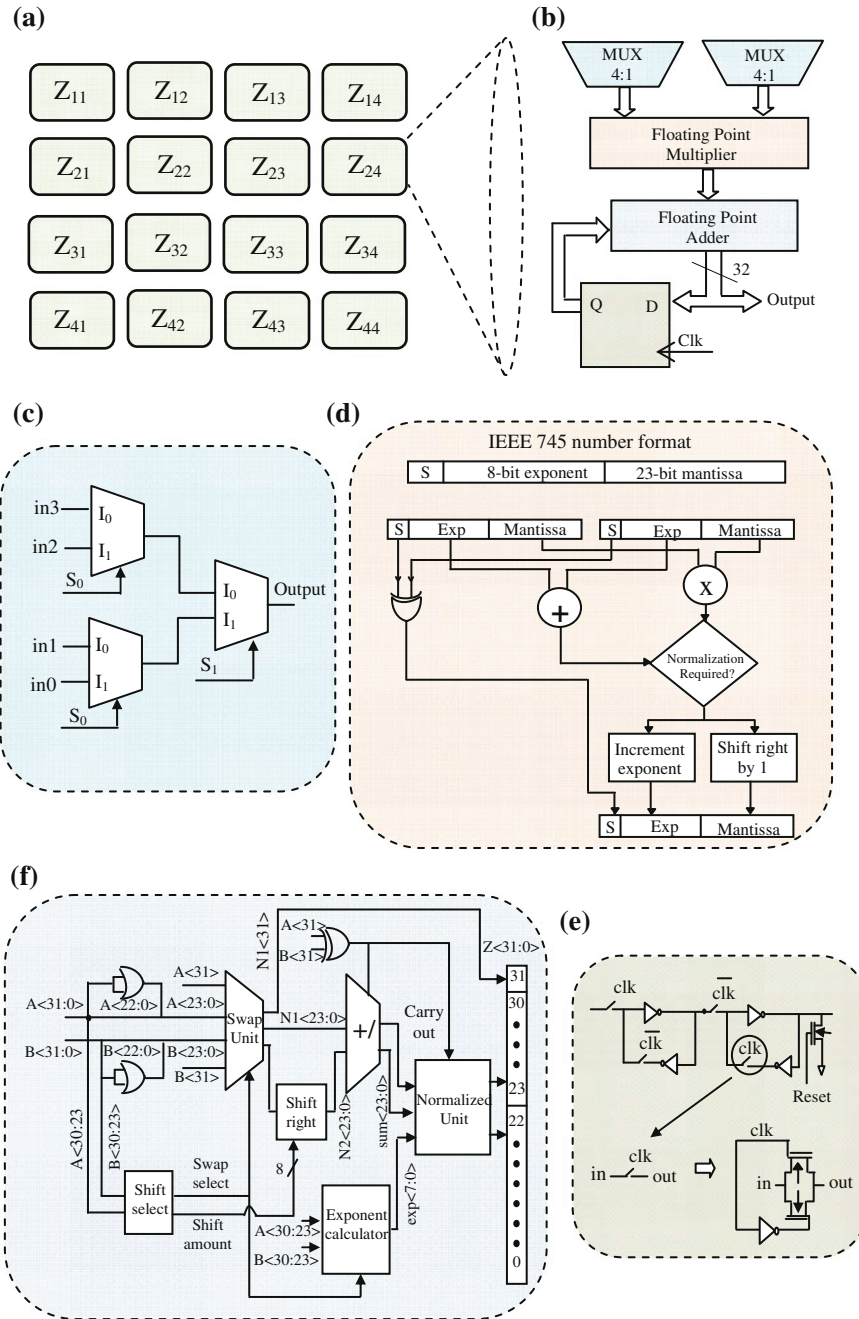 (a)
Z11 Z12 Z13 Z14
Z21 Z22 Z23 Z24
Z31 Z32 Z33 Z34
Z41 Z42 Z43 Z44
(b)
MUX
4:1
MUX
4:1
Floating Point
Multiplier
Floating Point
Adder
32
Q D
Output
Clk
(c)
in3
in2
I0
I1
S0
in1
in0
I0
I1
S0
I0
I1
S1
Output
(d)
IEEE 745 number format
S 8-bit exponent 23-bit mantissa
S Exp Mantissa
S Exp Mantissa
+
X
Normalization
Required?
Increment
exponent
Shift right
by 1
S Exp Mantissa
(f)
A<31:0>
B<31:0>
A<22:0>
B<22:0>
A<31>
A<23:0>
B<23:0>
B<31>
Swap
Unit
N1<31>
A<31>
B<31>
N1<23:0>
+/
Carry
out
Z<31:0>
31
30
23
22
0
Shift
right
N2<23:0>
sum<23:0>
Normalized
Unit
A<30:23
B<30:23>
Shift
select
Swap
select
Shift
amount
8
A<30:23>
B<30:23>
Exponent
calculator
exp<7:0>
(e)
clk
clk
clk
clk
Reset
in clk out
clk
in
out